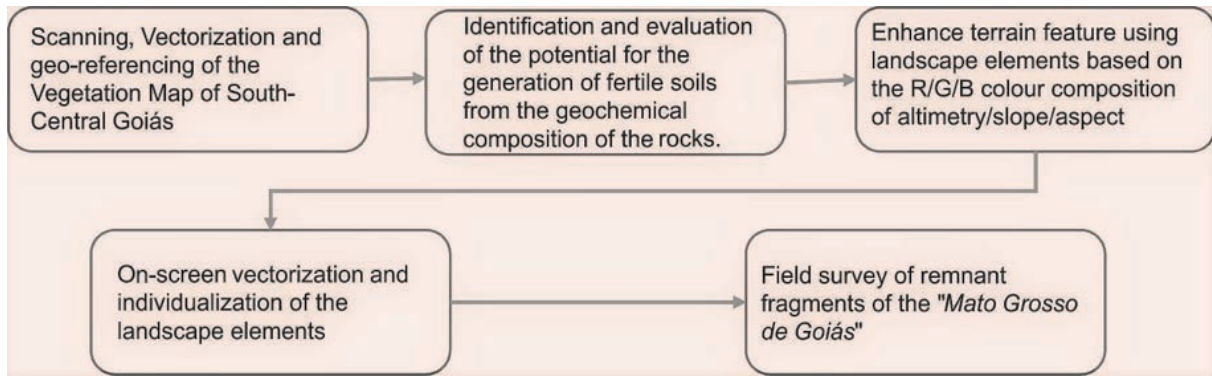 Scanning, Vectorization and
geo-referencing of the
Vegetation Map of South-
Central Goiás
Identification and evaluation
of the potential for the
generation of fertile soils
from the geochemical
composition of the rocks.
Enhance terrain feature using
landscape elements based on
the R/G/B colour composition
of altimetry/slope/aspect
On-screen vectorization and
individualization of the
landscape elements
Field survey of remnant
fragments of the "Mato Grosso
de Goiás"